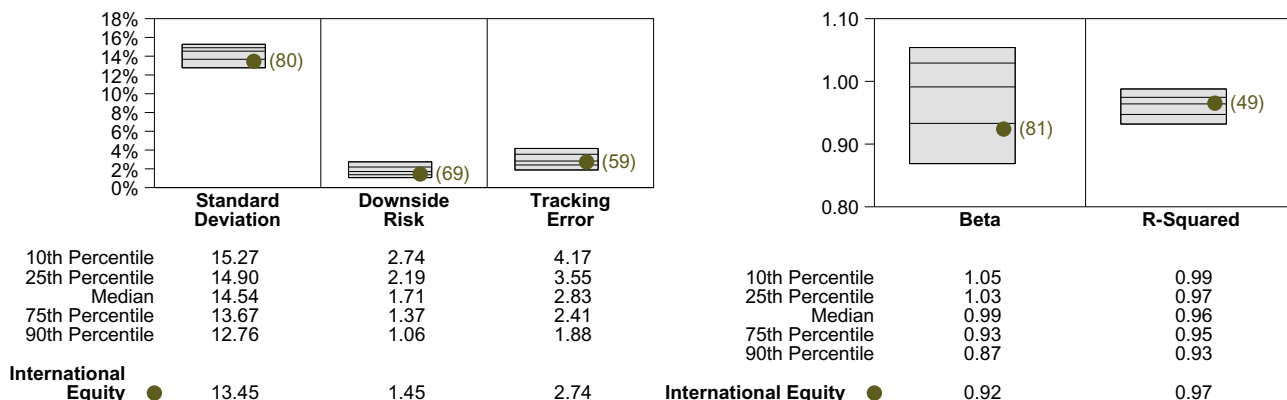 18%
16%
14%
12%
10%
8%
6%
4%
2%
0%
(80)
(69)
(59)
Standard Deviation
Downside Risk
Tracking Error
10th Percentile 15.27 2.74 4.17
25th Percentile 14.90 2.19 3.55
Median 14.54 1.71 2.83
75th Percentile 13.67 1.37 2.41
90th Percentile 12.76 1.06 1.88
International
Equity 13.45 1.45 2.74
1.10
1.00
0.90
0.80
(81)
(49)
Beta R-Squared
10th Percentile 1.05 0.99
25th Percentile 1.03 0.97
Median 0.99 0.96
75th Percentile 0.93 0.95
90th Percentile 0.87 0.93
International Equity 0.92 0.97